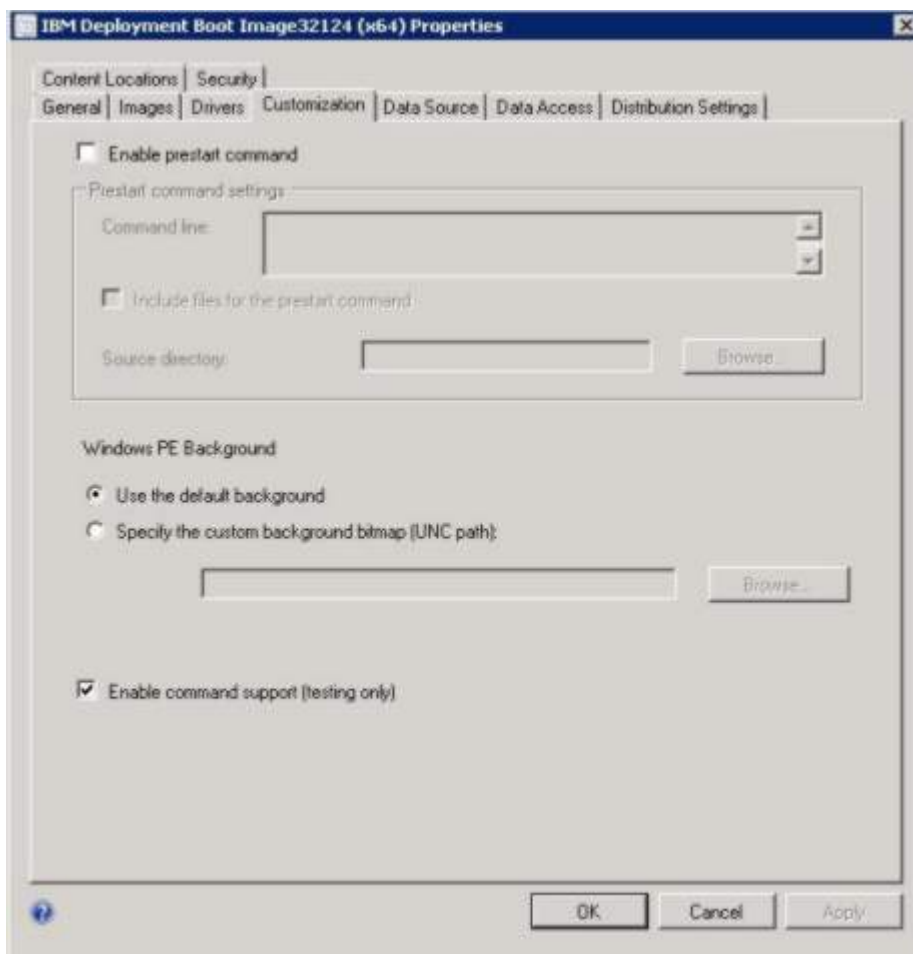 IBM Deployment Boot Image32124 (x64) Properties
Content Locations Security
General Images Drivers Customization Data Source Data Access Distribution Settings
Enable prestart command
Prestart command settings
Command line:
Include files for the prestart command
Source directory: Browse...
Windows PE Background
Use the default background
Specify the custom background bitmap (UNC path):
Browse...
Enable command support (testing only)
OK Cancel Apply